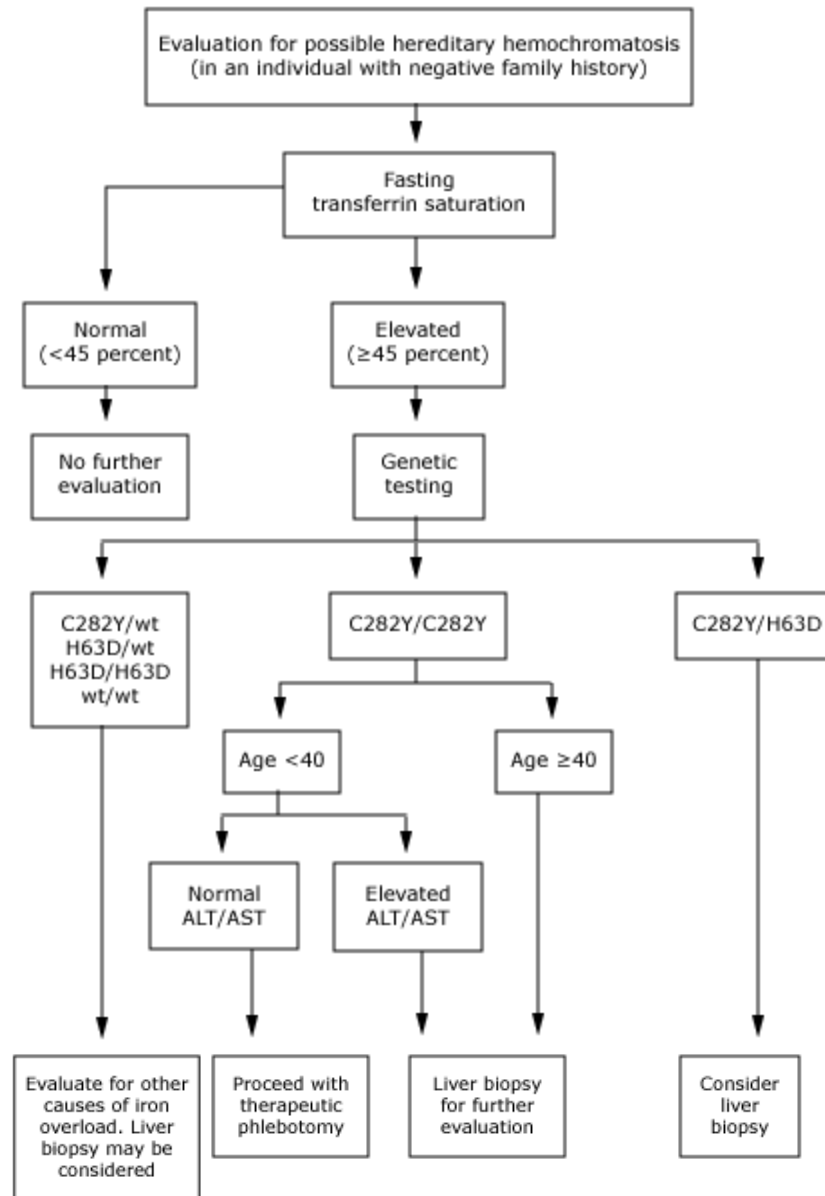 Evaluation for possible hereditary hemochromatosis
(in an individual with negative family history)
Fasting
transferrin saturation
Normal
(<45 percent)
Elevated
(≥45 percent)
No further
evaluation
Genetic
testing
C282Y/wt
H63D/wt
H63D/H63D
wt/wt
C282Y/C282Y
C282Y/H63D
Age <40
Age ≥40
Normal
ALT/AST
Elevated
ALT/AST
Evaluate for other
causes of iron
overload. Liver
biopsy may be
considered
Proceed with
therapeutic
phlebotomy
Liver biopsy
for further
evaluation
Consider
liver
biopsy